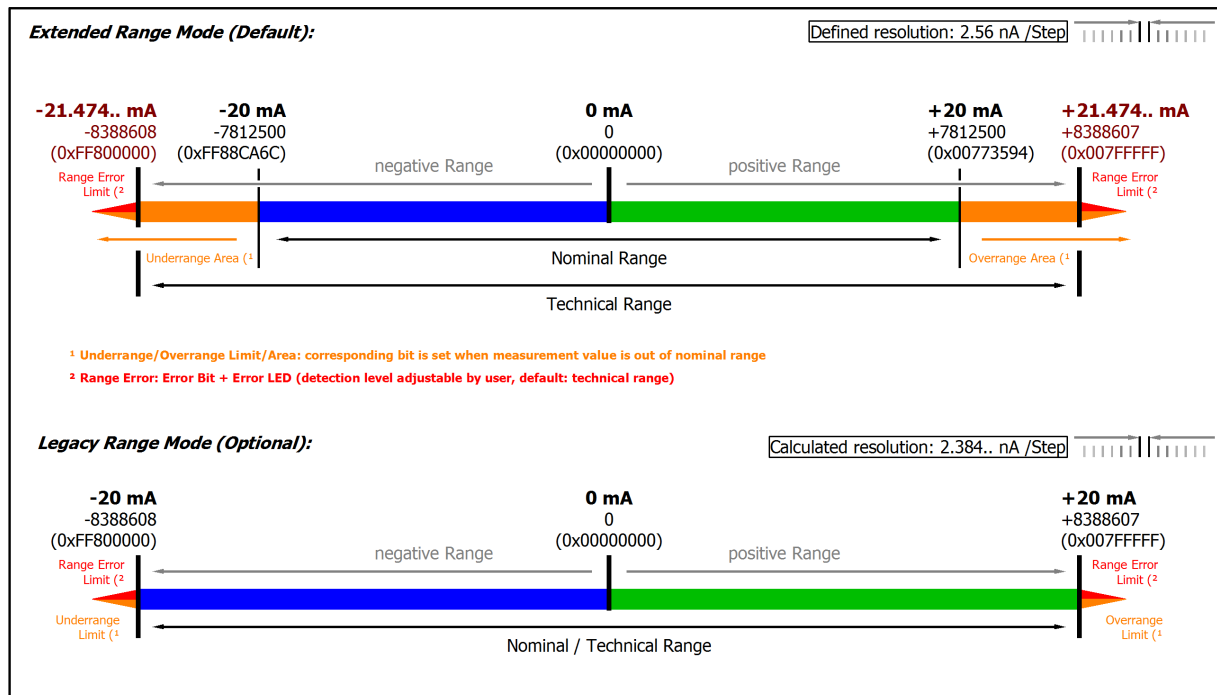 Extended Range Mode (Default):
Defined resolution: 2.56 nA /Step
-21.474.. mA
-8388608
(0xFF800000)
-20 mA
-7812500
(0xFF88CA6C)
0 mA
0
(0x00000000)
+20 mA
+7812500
(0x00773594)
+21.474.. mA
+8388607
(0x007FFFFF)
negative Range
positive Range
Range Error
Limit (²
Range Error
Limit (²
Underrange Area (¹
Nominal Range
Overrange Area (¹
Technical Range
¹ Underrange/Overrange Limit/Area: corresponding bit is set when measurement value is out of nominal range
² Range Error: Error Bit + Error LED (detection level adjustable by user, default: technical range)
Legacy Range Mode (Optional):
Calculated resolution: 2.384.. nA /Step
-20 mA
-8388608
(0xFF800000)
0 mA
0
(0x00000000)
+20 mA
+8388607
(0x007FFFFF)
negative Range
positive Range
Range Error
Limit (²
Range Error
Limit (²
Underrange
Limit (¹
Overrange
Limit (¹
Nominal / Technical Range